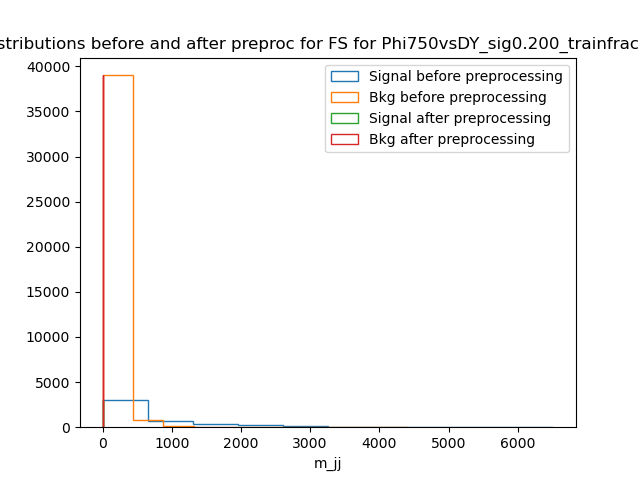 stributions before and after preproc for FS for Phi750vsDY_sig0.200_trainfrac
Signal before preprocessing
Bkg before preprocessing
Signal after preprocessing
Bkg after preprocessing
40000
35000
30000
25000
20000
15000
10000
5000
0
0 1000 2000 3000 4000 5000 6000
m_jj